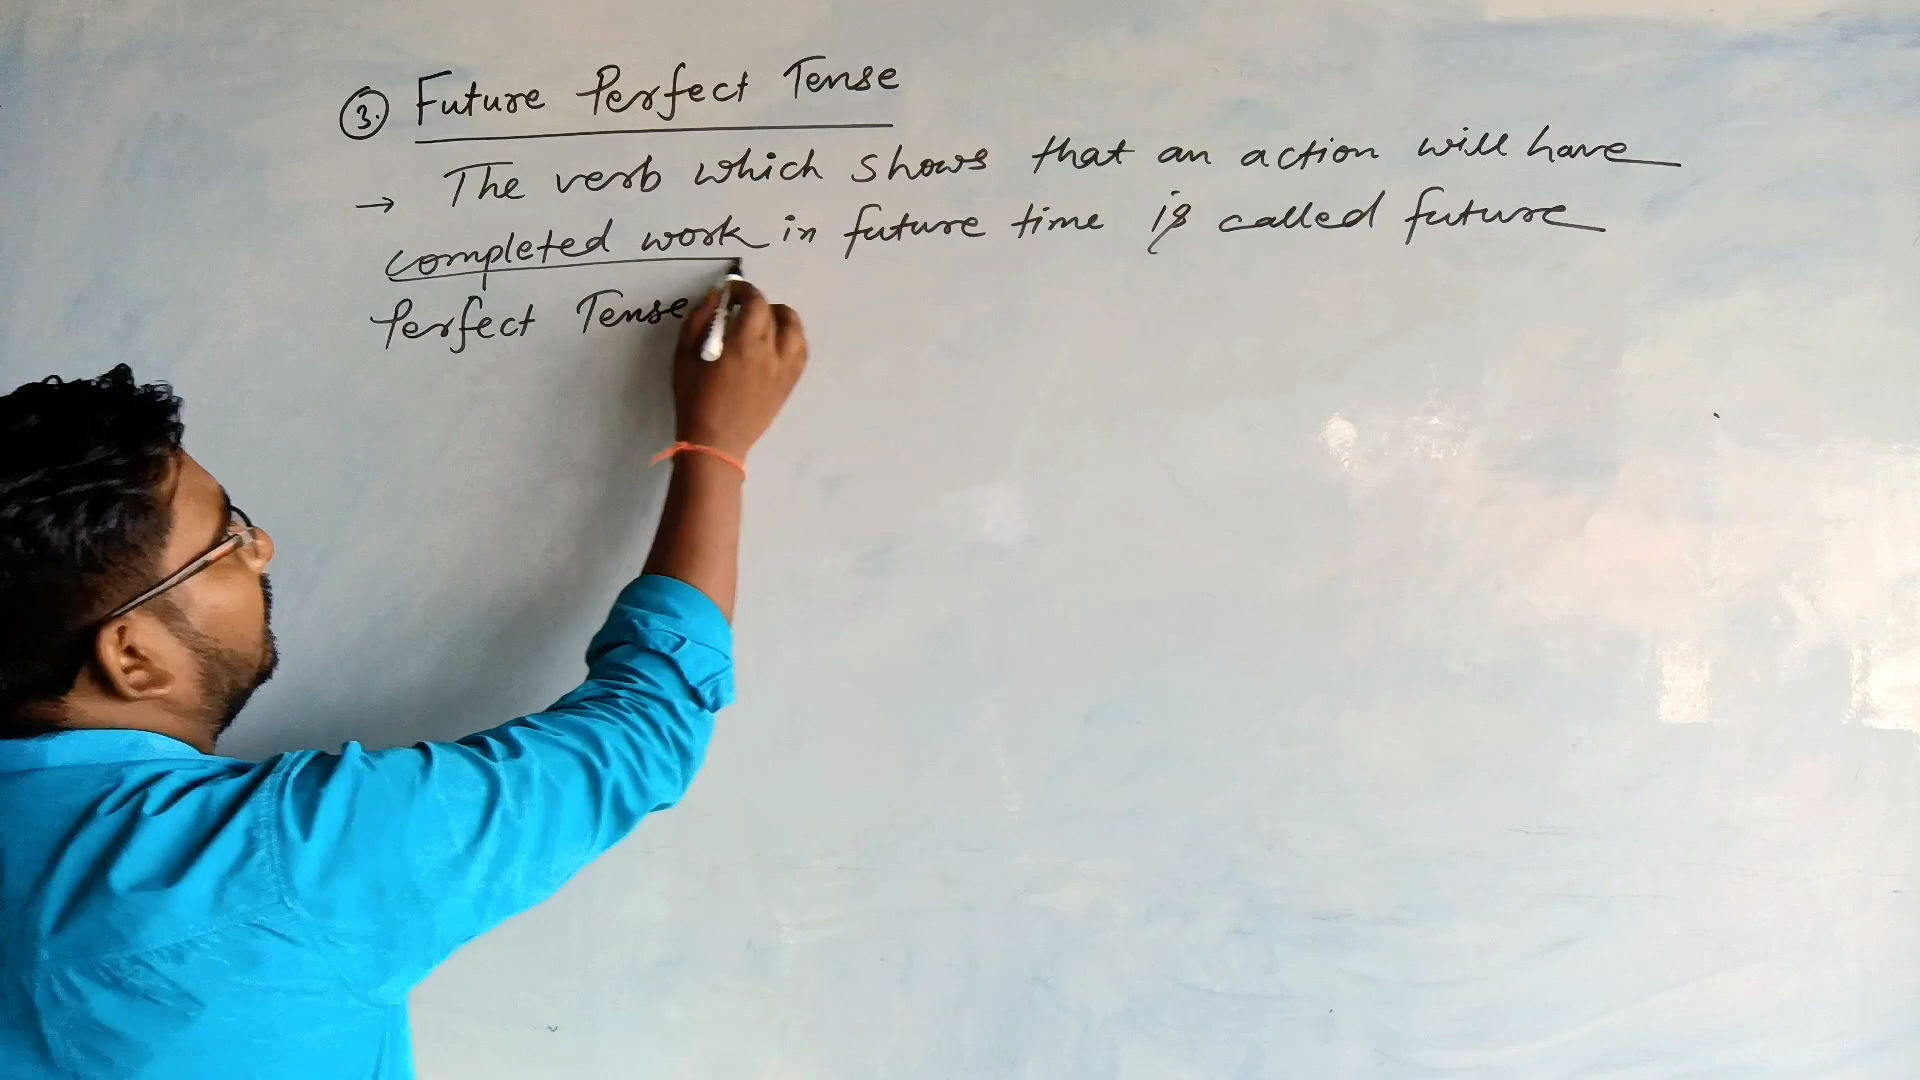 3. Future Perfect Tense
→ The verb which shows that an action will have
completed work in future time is called future
Perfect Tense